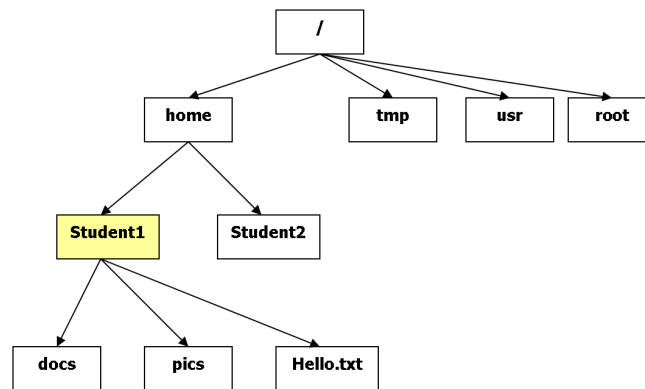 /
home
tmp
usr
root
Student1
Student2
docs
pics
Hello.txt